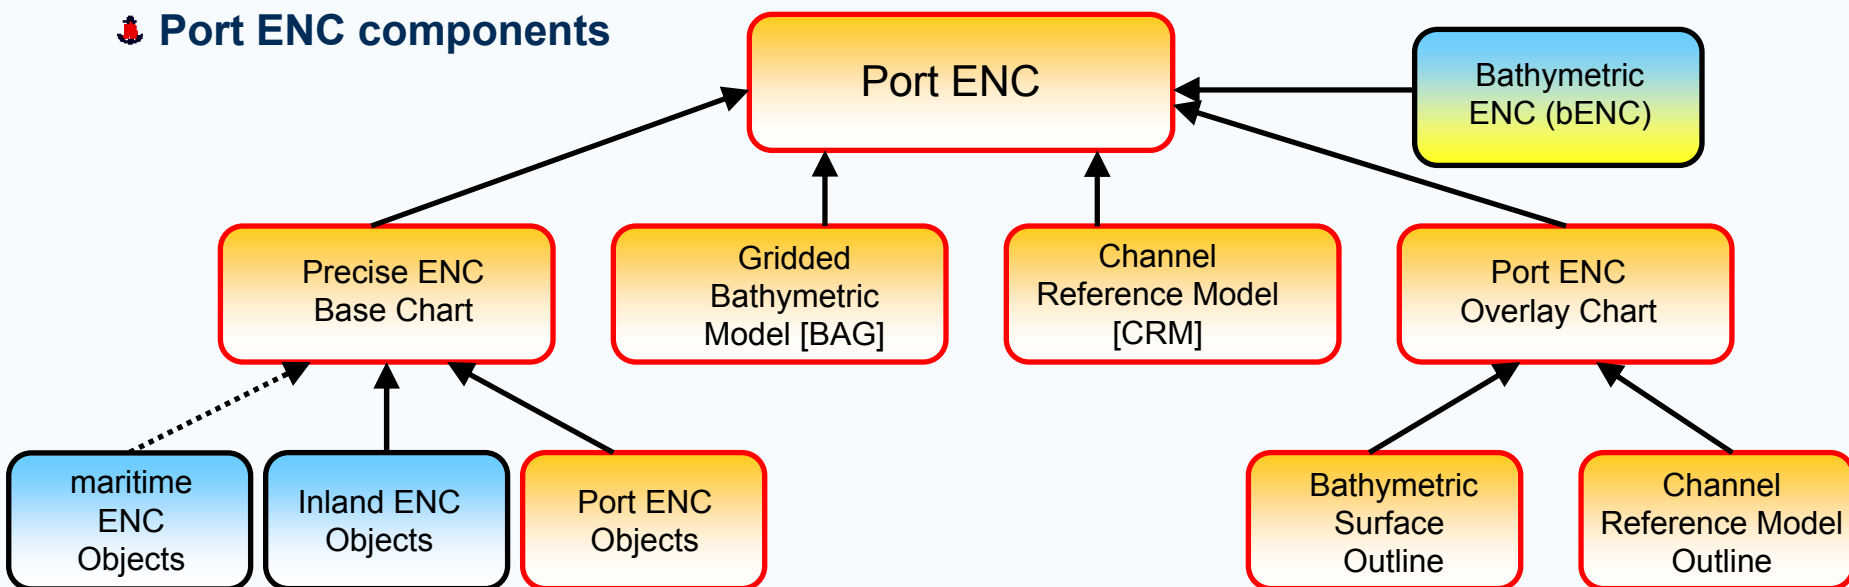 Port ENC components
Port ENC
Bathymetric
ENC (bENC)
Precise ENC
Base Chart
Gridded
Bathymetric
Model [BAG]
Channel
Reference Model
[CRM]
Port ENC
Overlay Chart
maritime
ENC
Objects
Inland ENC
Objects
Port ENC
Objects
Bathymetric
Surface
Outline
Channel
Reference Model
Outline